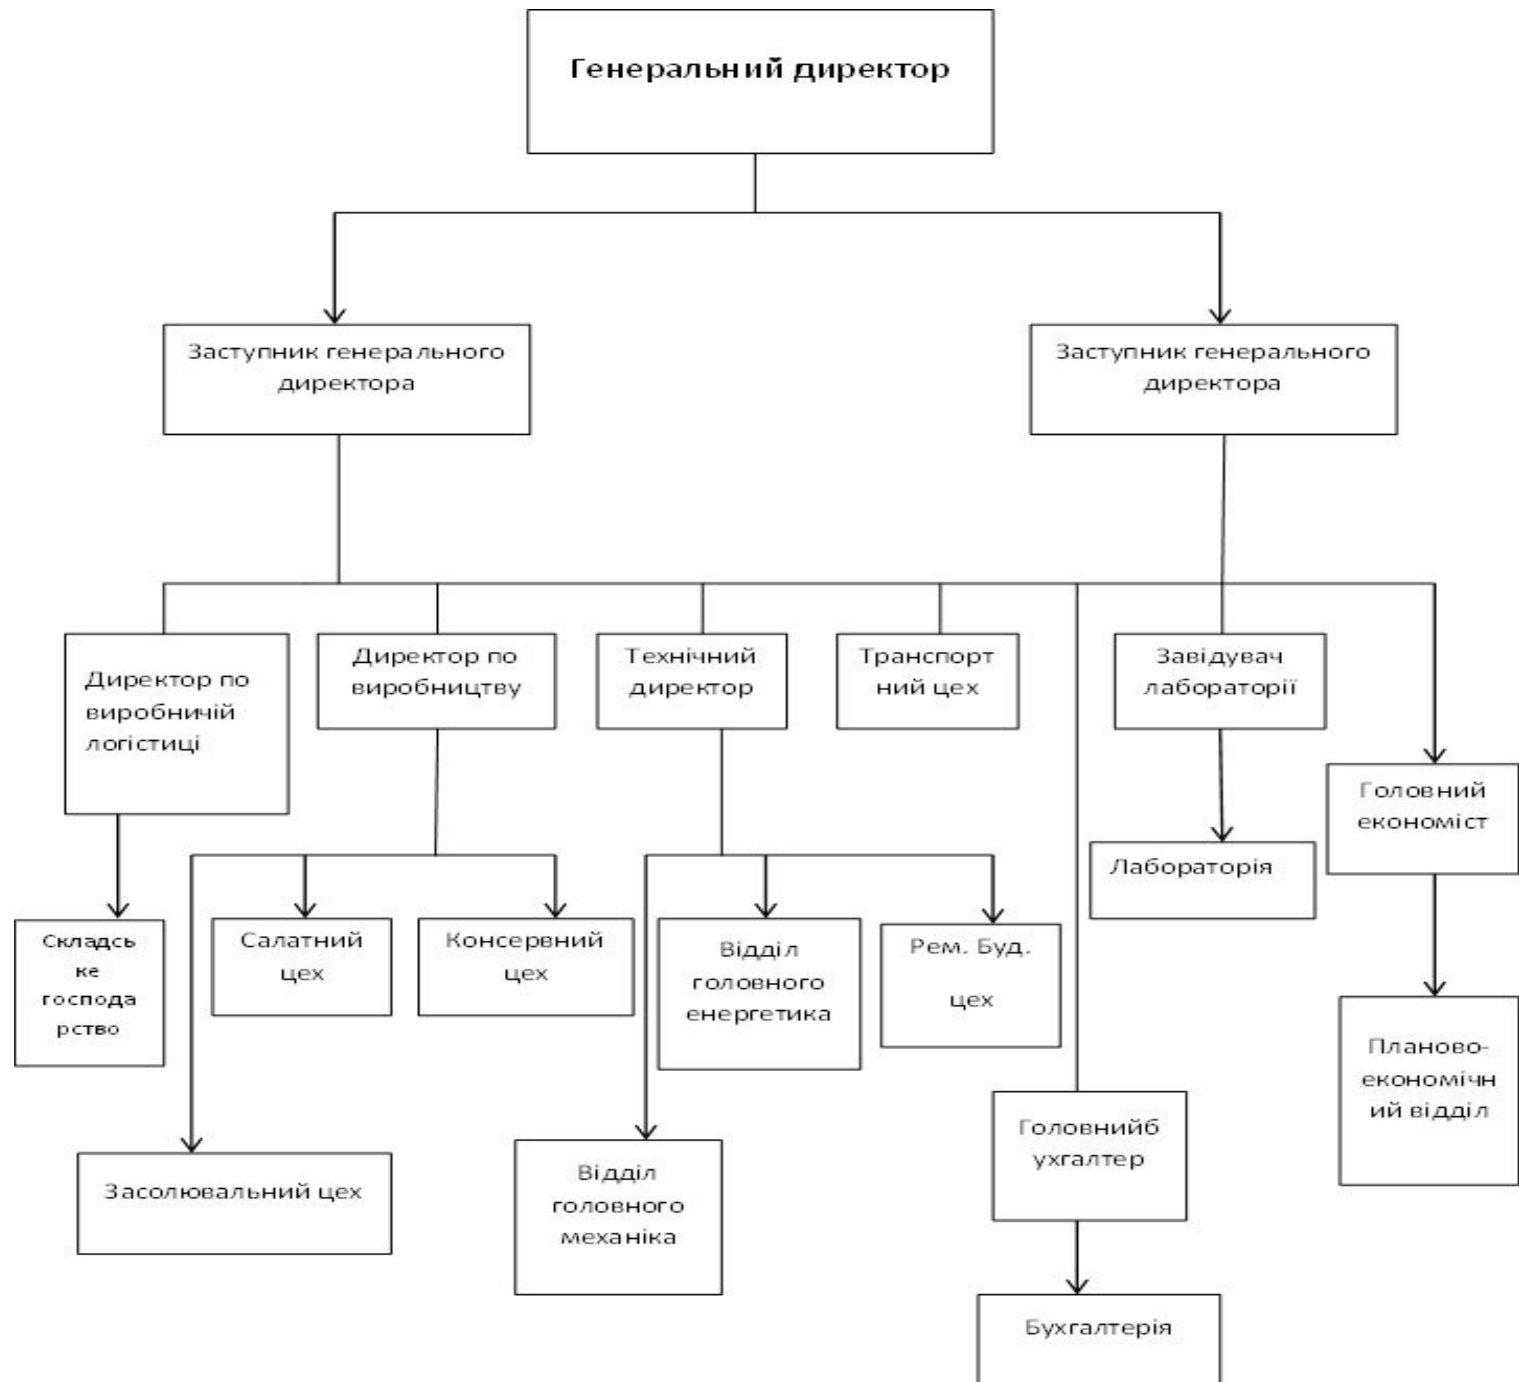 Генеральний директор
Заступник генерального
директора
Заступник генерального
директора
Директор по
виробничій
логістиці
Директор по
виробництву
Технічний
директор
Транспорт
ний цех
Завідувач
лабораторії
Головний
економіст
Лабораторія
Складсь
ке
господа
рство
Салатний
цех
Консервний
цех
Відділ
головного
енергетика
Рем. Буд.
цех
Планово-
економічн
ий відділ
Засолювальний цех
Відділ
головного
механіка
Головнийб
ухгалтер
Бухгалтерія